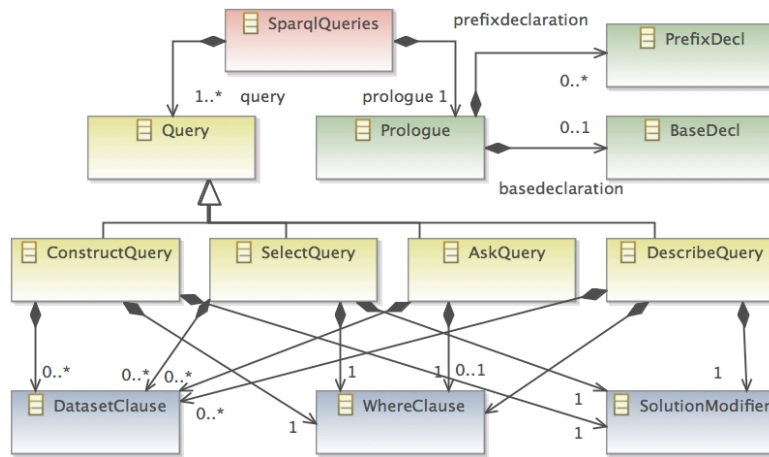 SparqlQueries
prefixdeclaration
PrefixDecl
0..*
1..* query
prologue 1
Query
Prologue
0..1
BaseDecl
basedeclaration
ConstructQuery
SelectQuery
AskQuery
DescribeQuery
0..*
0..*
0..*
1
1
0..1
1
DatasetClause
0..*
WhereClause
1
SolutionModifier
1
1